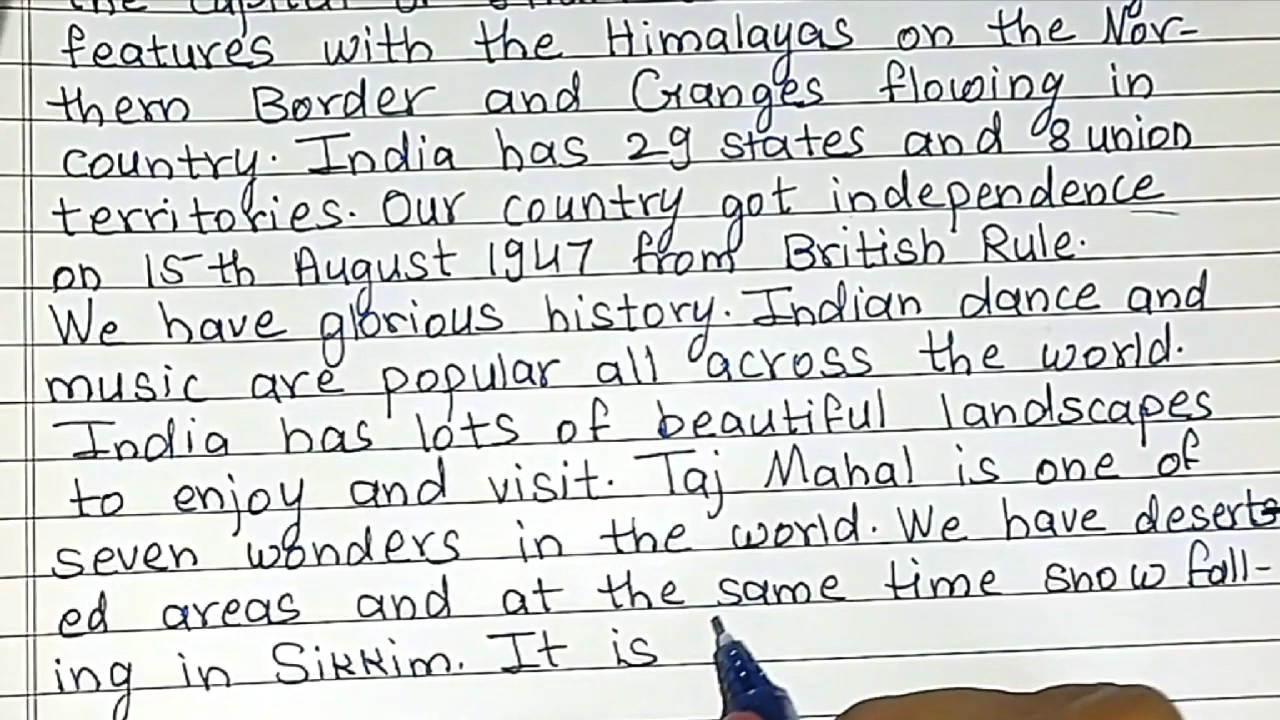 the Capital of
features with the Himalayas on the Nor-
thern Border and Ganges flowing in
country. India has 29 states and 8 union
territories. Our country got independence
on 15th August 1947 from British Rule.
We have glorious history. Indian dance and
music are popular all across the world.
India has lots of beautiful landscapes
to enjoy and visit. Taj Mahal is one of
seven wonders in the world. We have desert-
ed areas and at the same time snow fall-
ing in Sikkim. It is